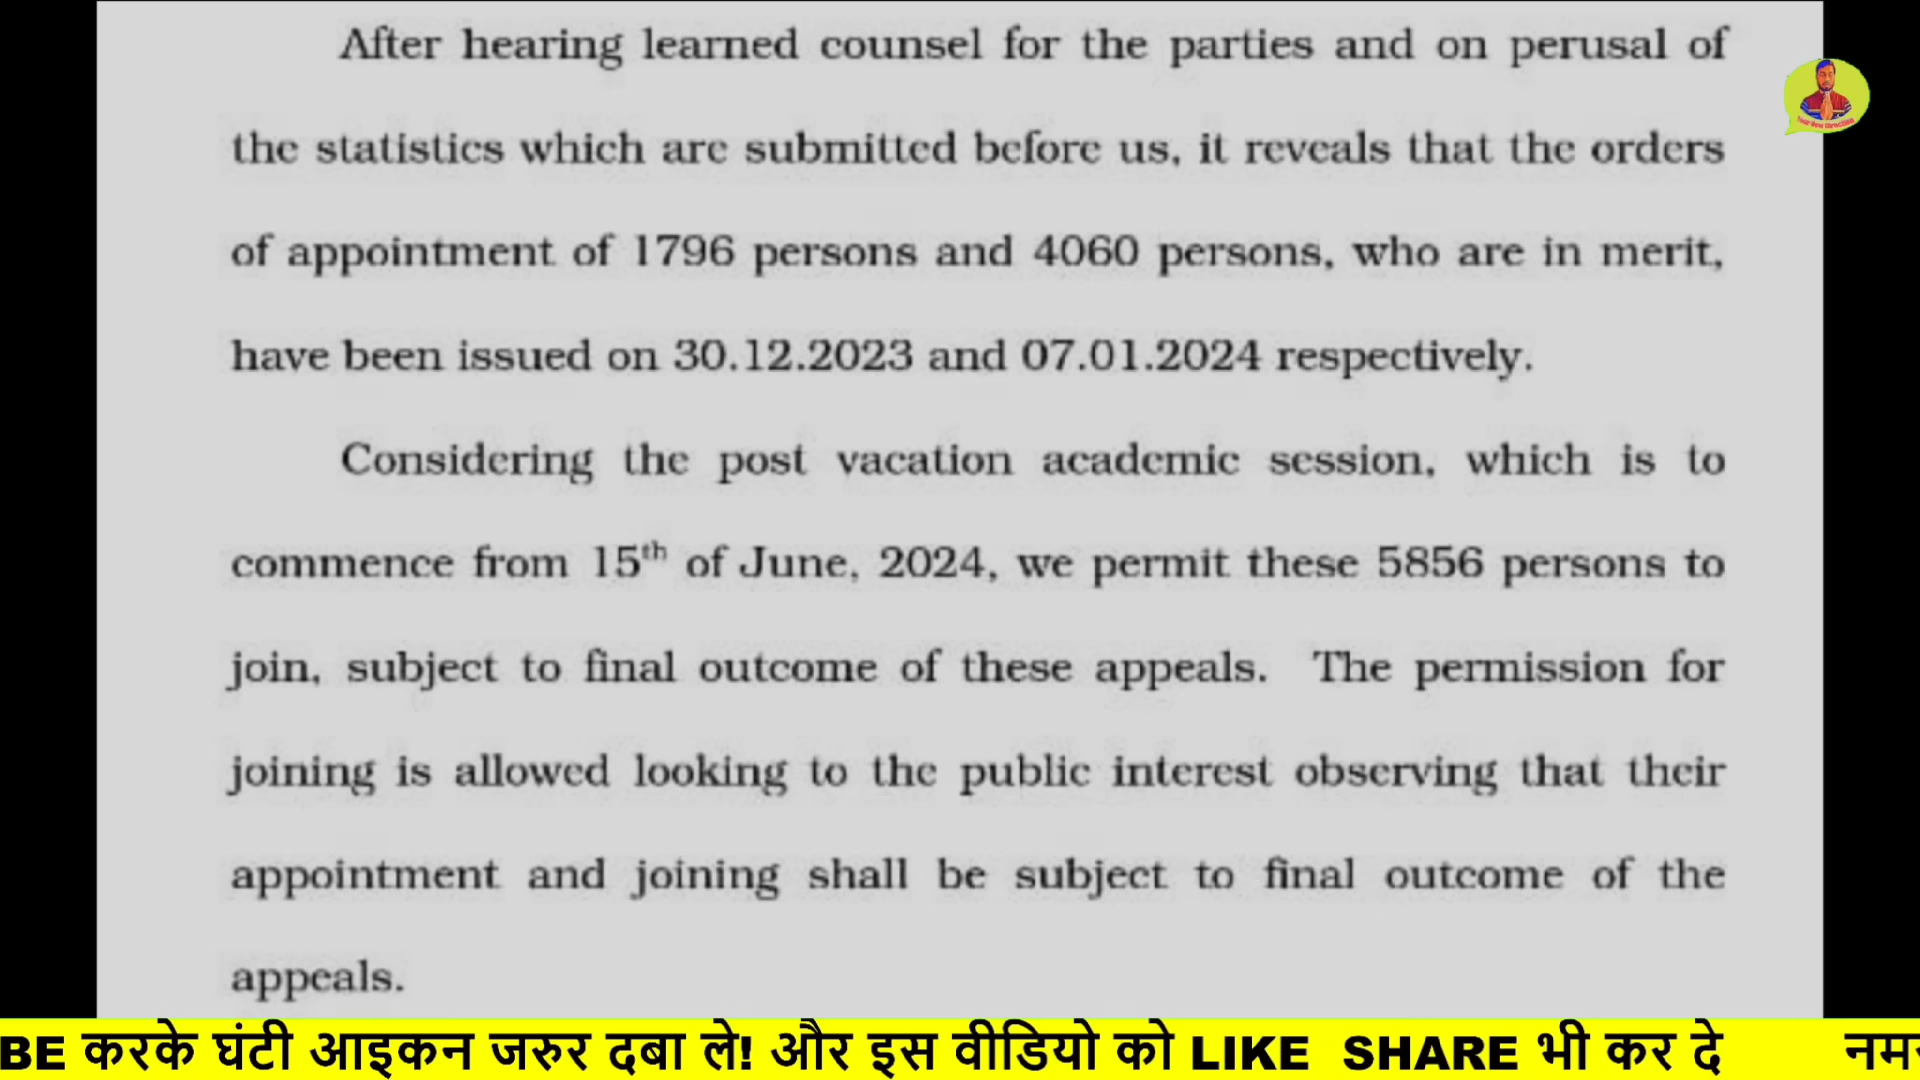 After hearing learned counsel for the parties and on perusal of
the statistics which are submitted before us, it reveals that the orders
of appointment of 1796 persons and 4060 persons, who are in merit,
have been issued on 30.12.2023 and 07.01.2024 respectively.
Considering the post vacation academic session, which is to
commence from 15th of June, 2024, we permit these 5856 persons to
join, subject to final outcome of these appeals. The permission for
joining is allowed looking to the public interest observing that their
appointment and joining shall be subject to final outcome of the
appeals.
BE करके घंटी आइकन जरुर दबा ले! और इस वीडियो को LIKE SHARE भी कर दे